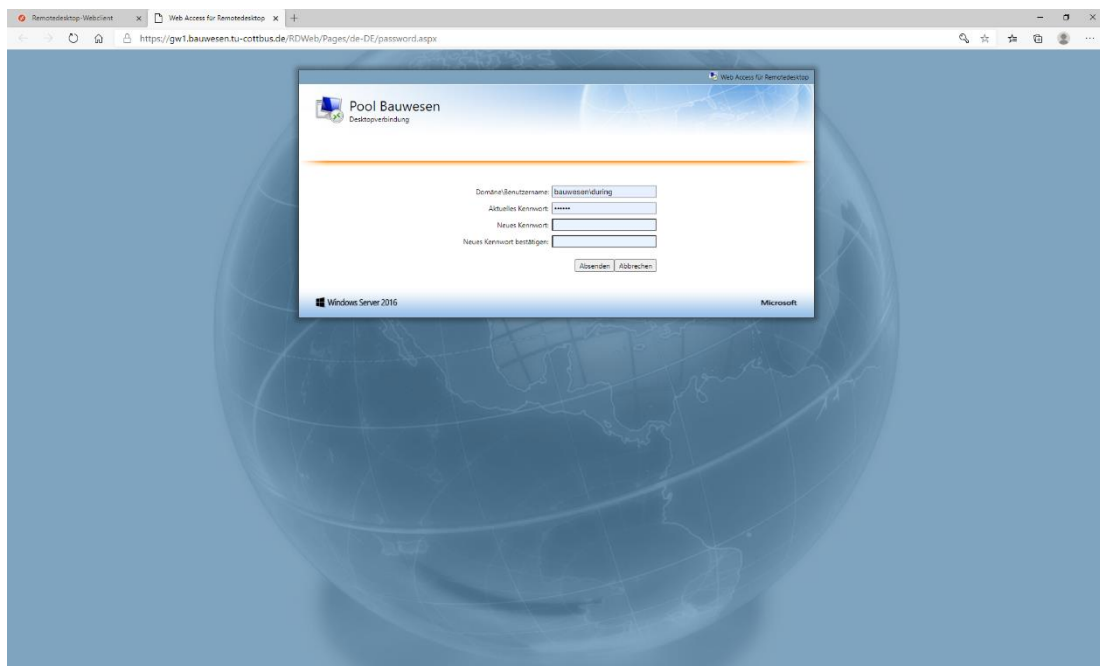 Remotedesktop-Webclient
Web Access für Remotedesktop
https://gw1.bauwesen.tu-cottbus.de/RDWeb/Pages/de-DE/password.aspx
Web Access für Remotedesktop
Pool Bauwesen
Desktopverbindung
Domäne\Benutzername: bauwesen\during
Aktuelles Kennwort: ••••••
Neues Kennwort:
Neues Kennwort bestätigen:
Absenden Abbrechen
Windows Server 2016
Microsoft